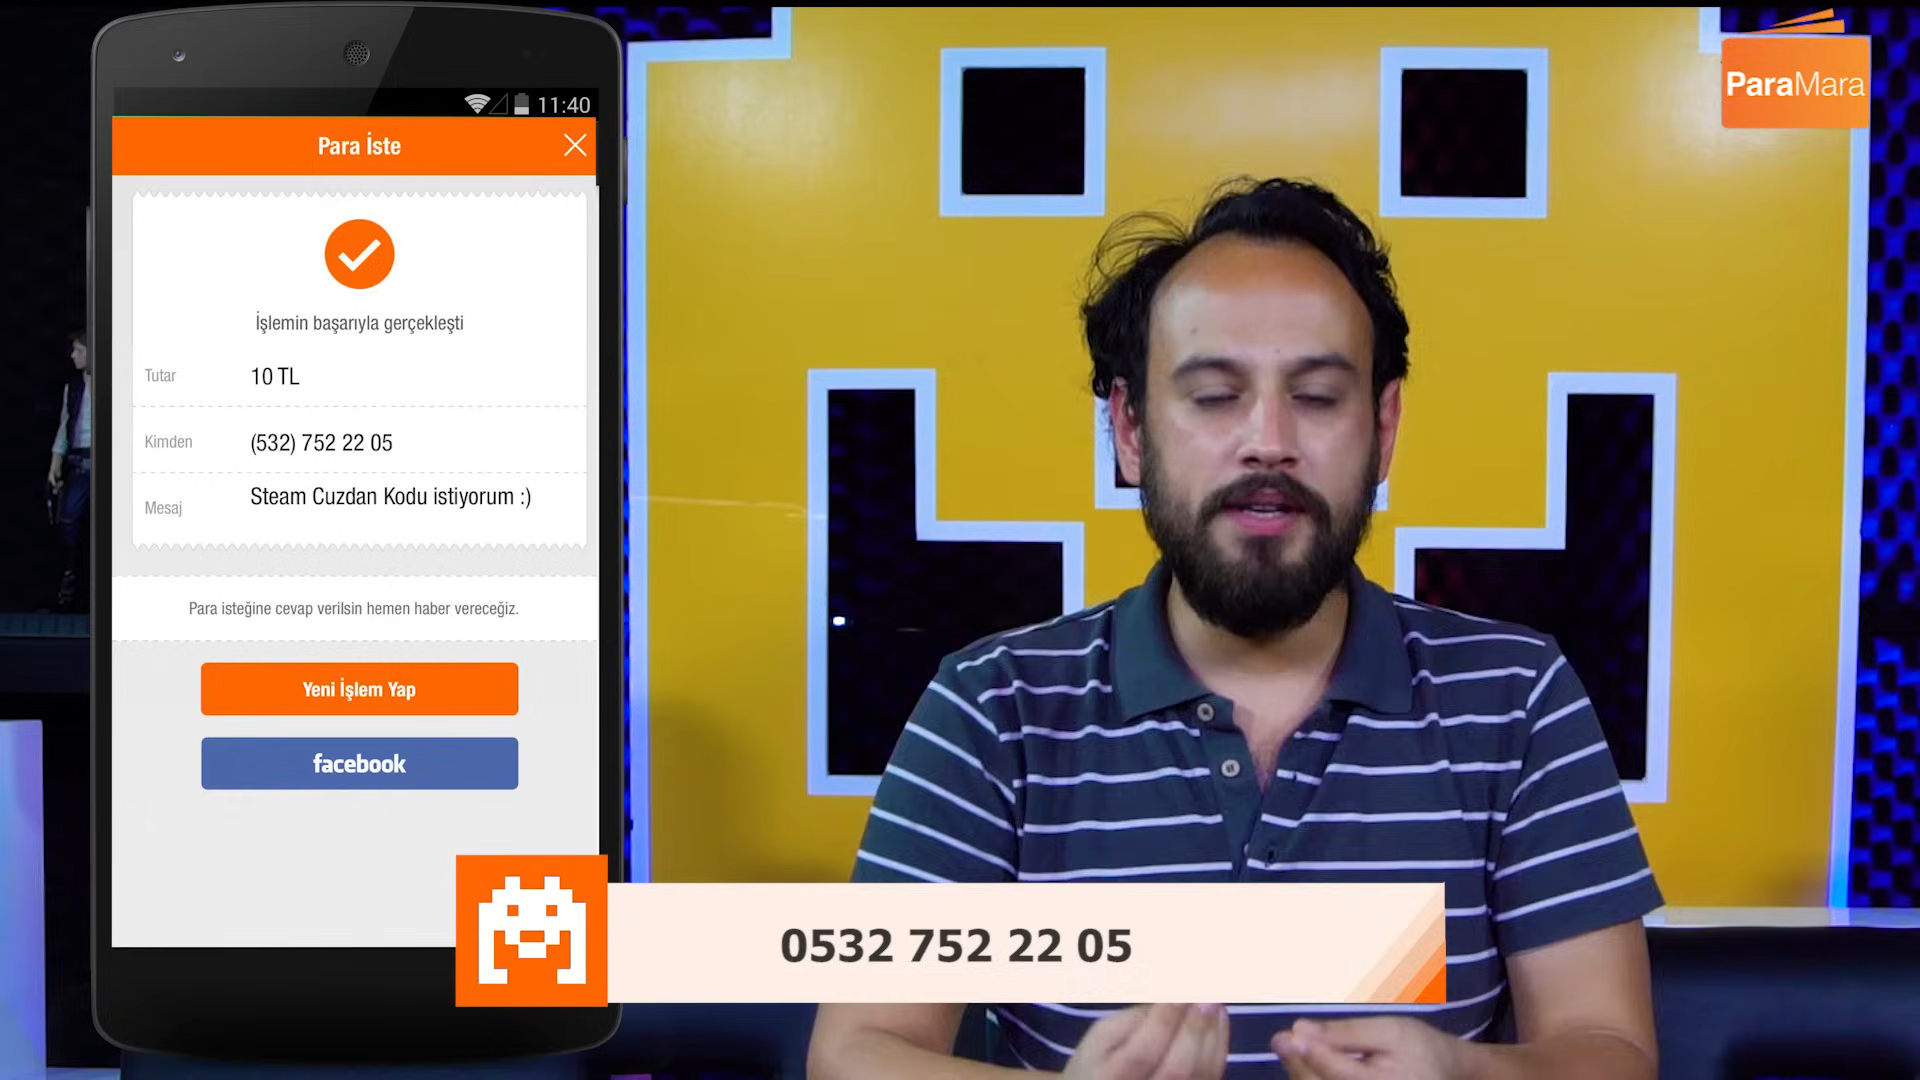 11:40
Para İste
İşlemin başarıyla gerçekleşti
Tutar 10 TL
Kimden (532) 752 22 05
Mesaj Steam Cuzdan Kodu istiyorum :)
Para isteğine cevap verilsin hemen haber vereceğiz.
Yeni İşlem Yap
facebook
ParaMara
0532 752 22 05